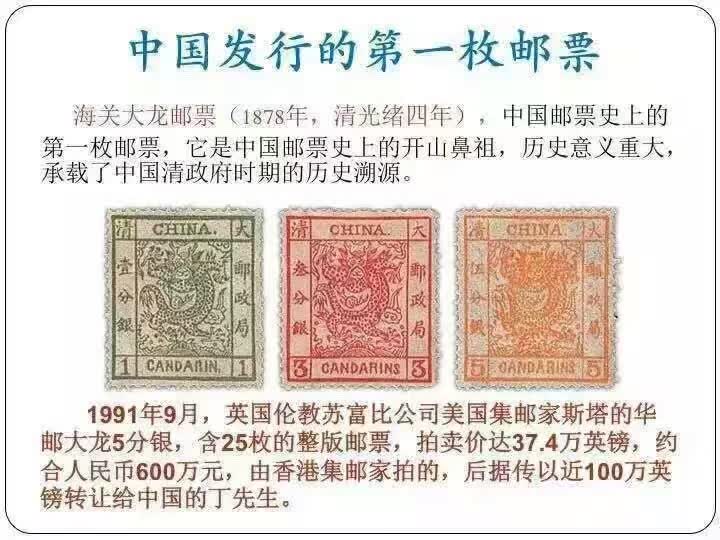 中国发行的第一枚邮票
海关大龙邮票（1878年，清光绪四年），中国邮票史上的
第一枚邮票，它是中国邮票史上的开山鼻祖，历史意义重大，
承载了中国清政府时期的历史溯源。
清 CHINA. 大
壹分銀
郵政局
1 CANDARIN. 1
清 CHINA. 大
叁分銀
郵政局
3 CANDARINS 3
清 CHINA. 大
伍分銀
郵政局
5 CANDARINS 5
1991年9月，英国伦教苏富比公司美国集邮家斯塔的华
邮大龙5分银，含25枚的整版邮票，拍卖价达37.4万英镑，约
合人民币600万元，由香港集邮家拍的，后据传以近100万英
镑转让给中国的丁先生。